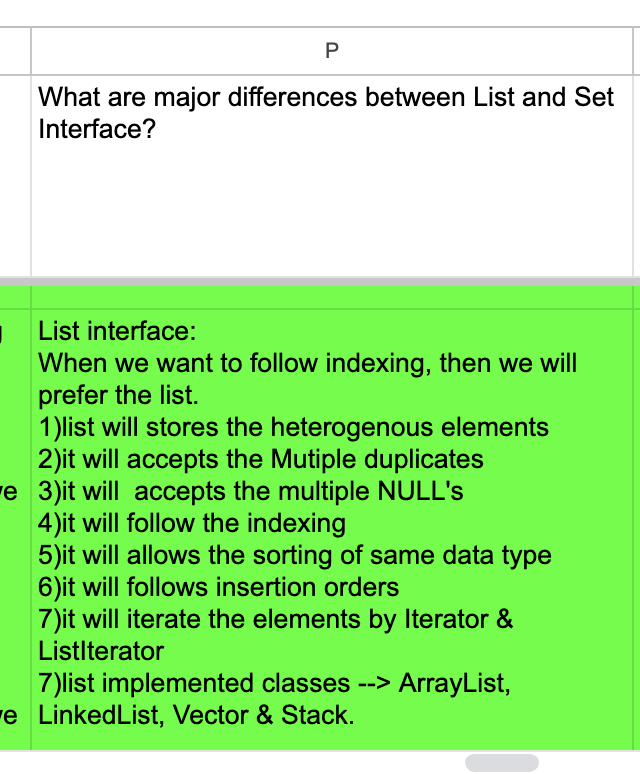 P
What are major differences between List and Set
Interface?
List interface:
When we want to follow indexing, then we will
prefer the list.
1)list will stores the heterogenous elements
2)it will accepts the Mutiple duplicates
3)it will  accepts the multiple NULL's
4)it will follow the indexing
5)it will allows the sorting of same data type
6)it will follows insertion orders
7)it will iterate the elements by Iterator &
ListIterator
7)list implemented classes --> ArrayList,
LinkedList, Vector & Stack.